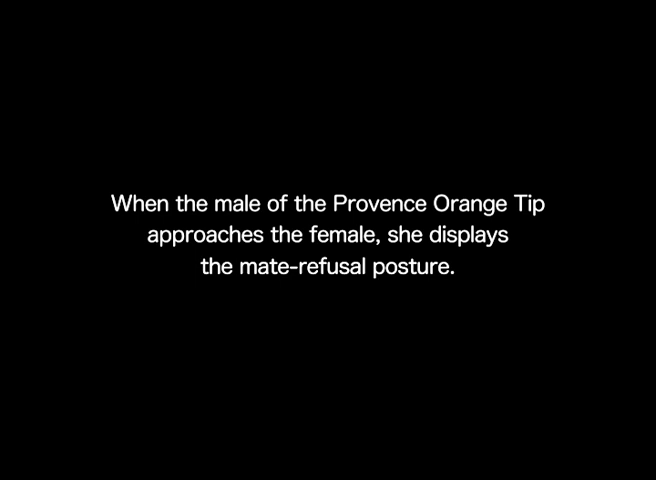 When the male of the Provence Orange Tip
approaches the female, she displays
the mate-refusal posture.